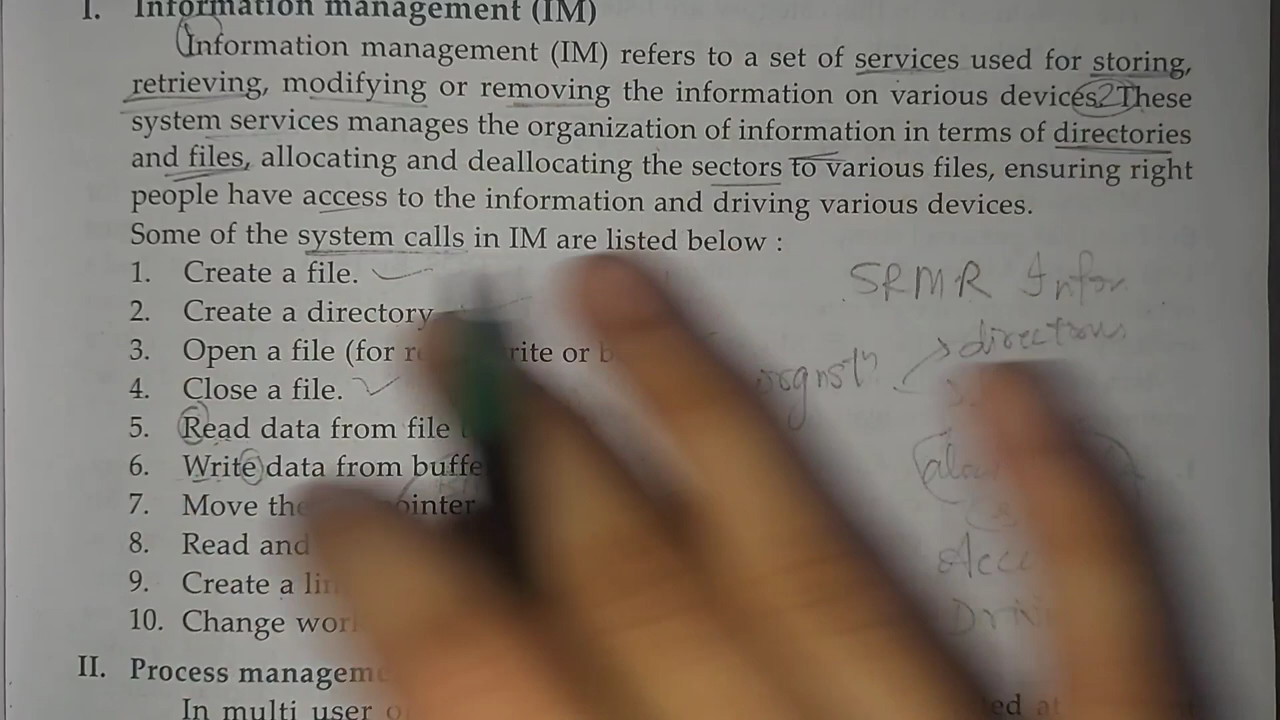 I. Information management (IM)
Information management (IM) refers to a set of services used for storing,
retrieving, modifying or removing the information on various devices. These
system services manages the organization of information in terms of directories
and files, allocating and deallocating the sectors to various files, ensuring right
people have access to the information and driving various devices.
Some of the system calls in IM are listed below :
1. Create a file.
2. Create a directory
3. Open a file (for
4. Close a file.
5. Read data from file
6. Write data from
7. Move
8. Read and
9. Create a
10. Change
II. Process
In multi user
SRMR Infor